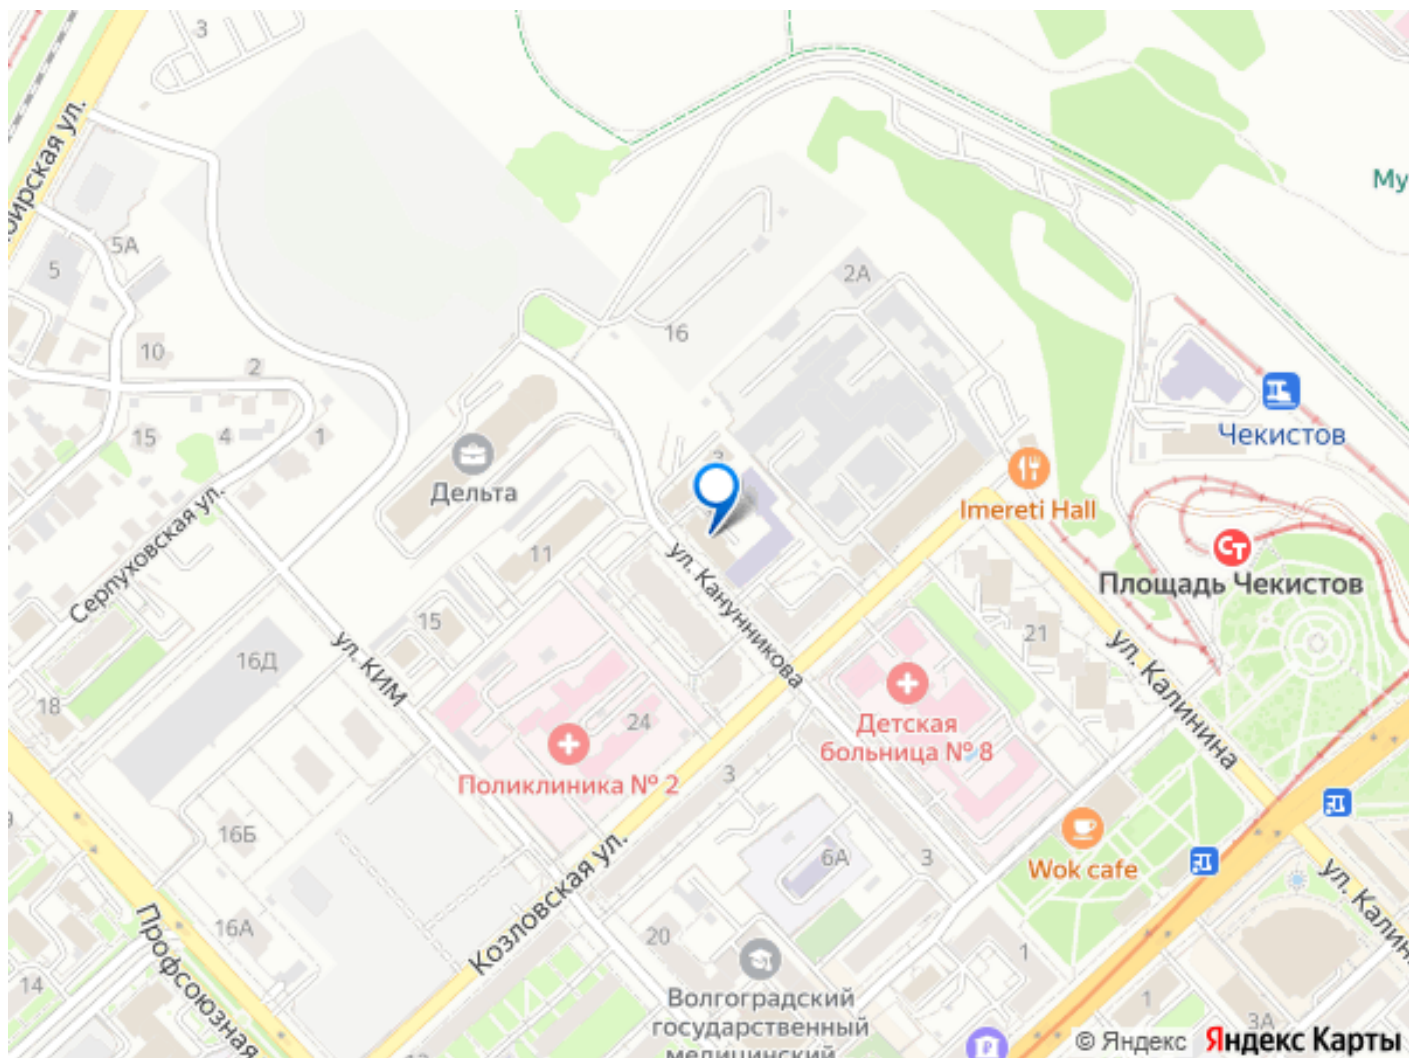 3
бирская ул.
5А
5
10
2
15
4
1
Серпуховская ул.
16
2А
Му
Чекистов
Imereti Hall
Площадь Чекистов
Дельта
11
15
3
ул. Канунникова
21
ул. Калинина
ул. КИМ
16Д
18
24
Поликлиника № 2
Детская
больница № 8
3
6А
3
Wok cafe
Козловская ул.
16Б
16А
14
Профсоюзная
20
1
Волгоградский
государственный
медицинский
1
3А
ул. Калин
© Яндекс Яндекс Карты